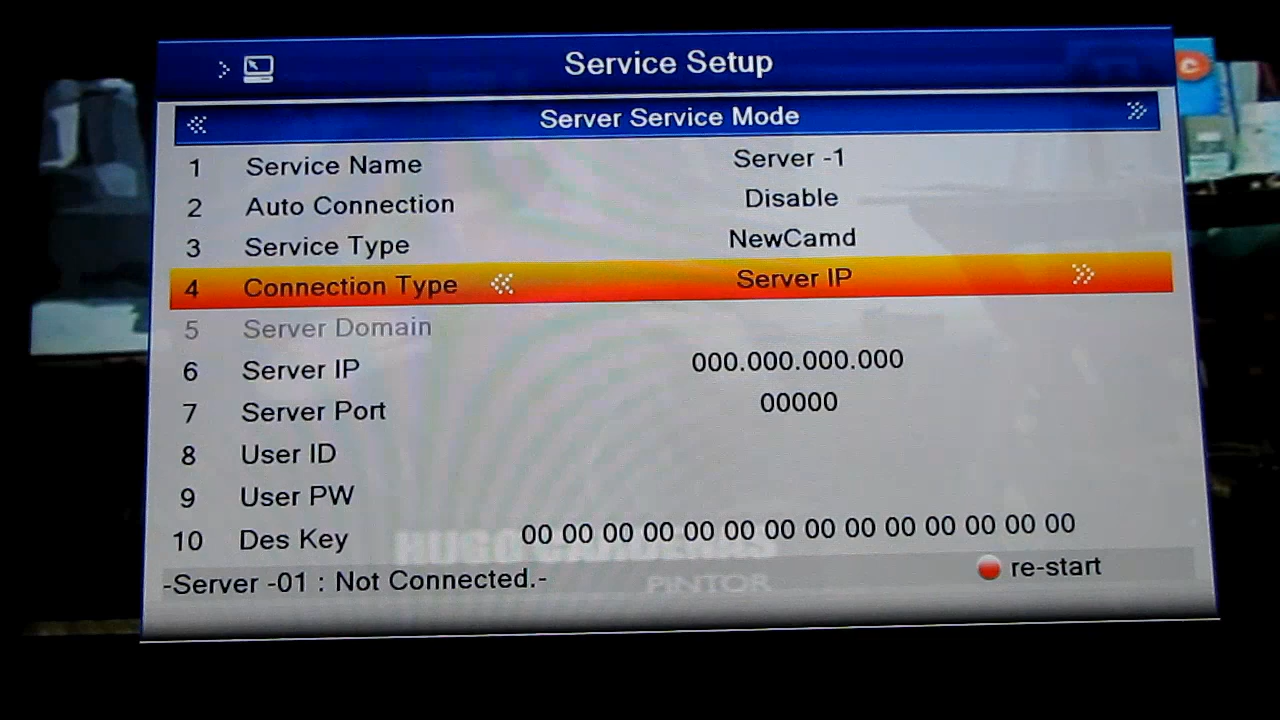 Service Setup
Server Service Mode
1 Service Name Server -1
2 Auto Connection Disable
3 Service Type NewCamd
4 Connection Type Server IP
5 Server Domain
6 Server IP 000.000.000.000
7 Server Port 00000
8 User ID
9 User PW
10 Des Key 00 00 00 00 00 00 00 00 00 00 00 00 00 00
HUGO CARDENAS
PINTOR
-Server -01 : Not Connected.- re-start